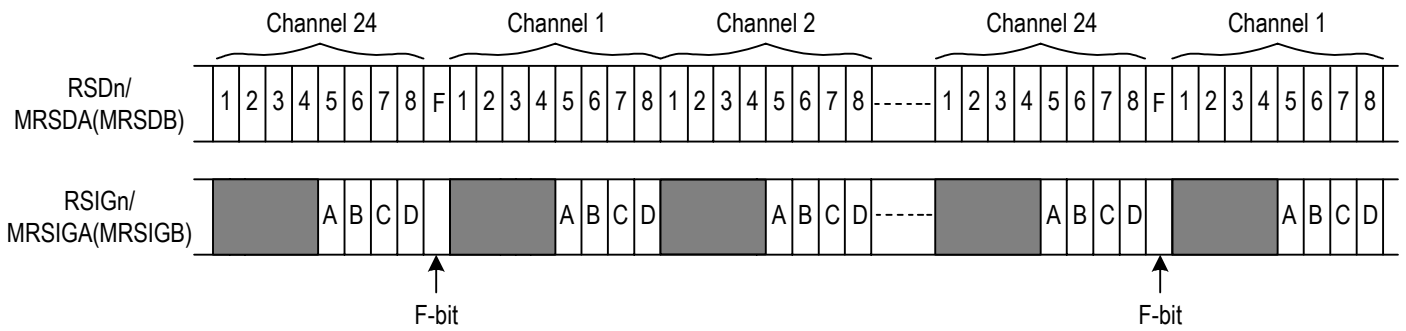 Channel 24 Channel 1 Channel 2 Channel 24 Channel 1
RSDn/
MRSDA(MRSDB)
1 2 3 4 5 6 7 8 F 1 2 3 4 5 6 7 8 1 2 3 4 5 6 7 8 1 2 3 4 5 6 7 8 F 1 2 3 4 5 6 7 8
RSIGn/
MRSIGA(MRSIGB)
A B C D A B C D A B C D A B C D A B C D
F-bit F-bit